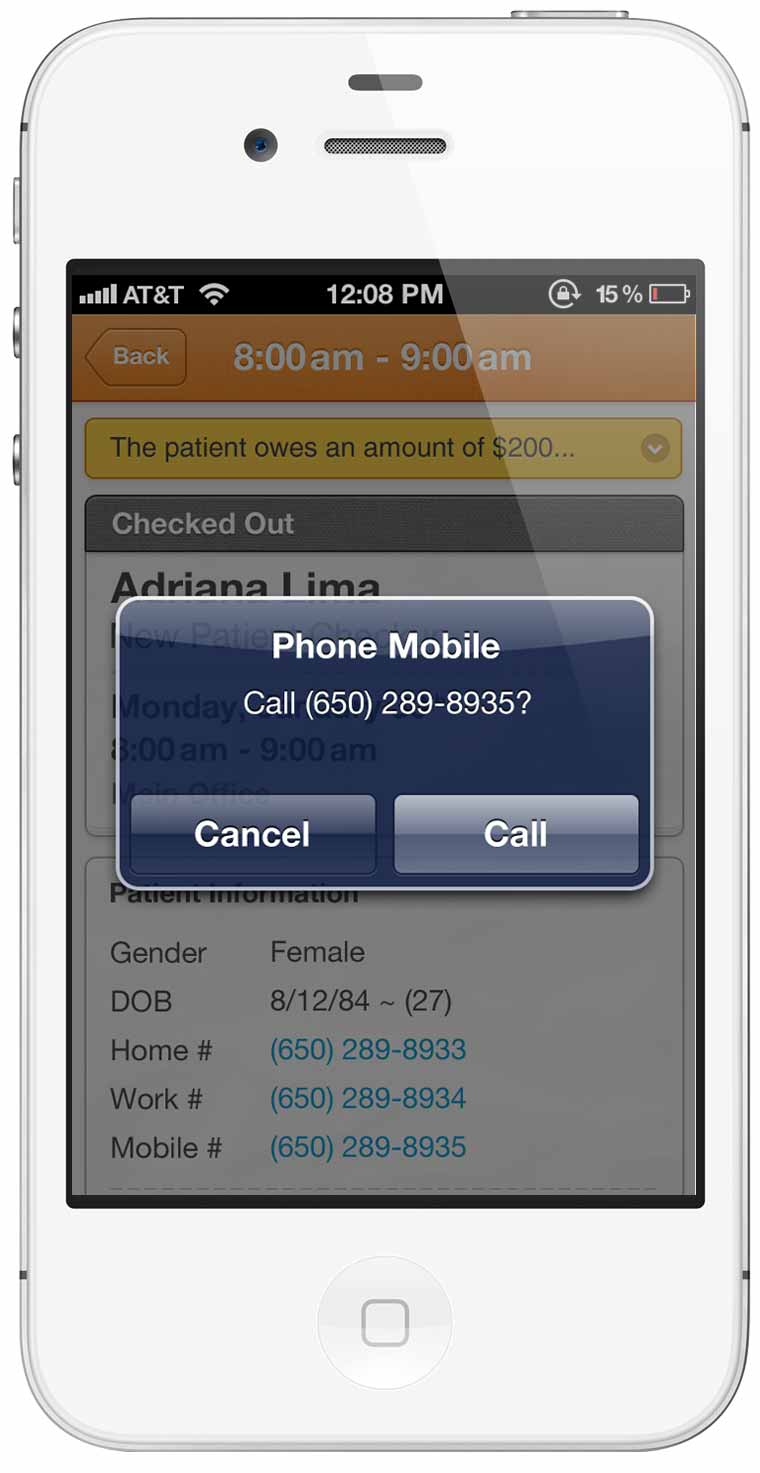 AT&T 12:08 PM 15%
Back 8:00am - 9:00am
The patient owes an amount of $200...
Checked Out
Adriana Lima
New Patient
Phone Mobile
Call (650) 289-8935?
Monday,
8:00am - 9:00am
Main Office
Cancel Call
Patient Information
Gender Female
DOB 8/12/84 ~ (27)
Home # (650) 289-8933
Work # (650) 289-8934
Mobile # (650) 289-8935